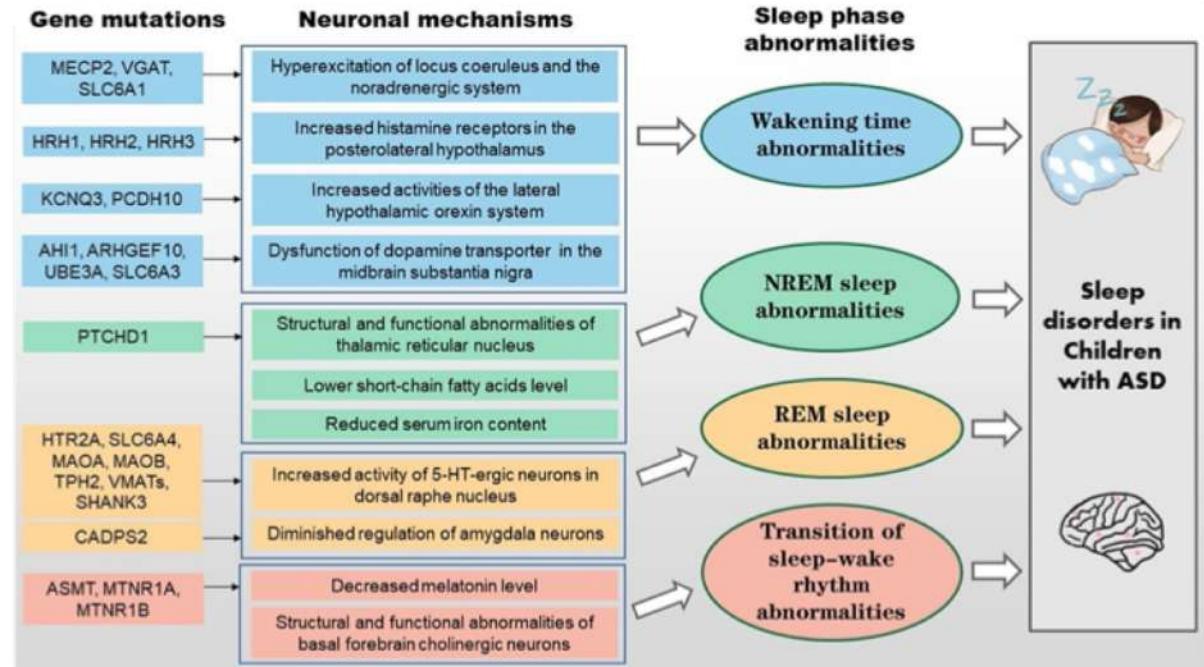 Gene mutations
Neuronal mechanisms
Sleep phase
abnormalities
MECP2, VGAT,
SLC6A1
Hyperexcitation of locus coeruleus and the
noradrenergic system
HRH1, HRH2, HRH3
Increased histamine receptors in the
posterolateral hypothalamus
KCNQ3, PCDH10
Increased activities of the lateral
hypothalamic orexin system
AHI1, ARHGEF10,
UBE3A, SLC6A3
Dysfunction of dopamine transporter in the
midbrain substantia nigra
Wakening time
abnormalities
PTCHD1
Structural and functional abnormalities of
thalamic reticular nucleus
Lower short-chain fatty acids level
Reduced serum iron content
NREM sleep
abnormalities
HTR2A, SLC6A4,
MAOA, MAOB,
TPH2, VMATs,
SHANK3
Increased activity of 5-HT-ergic neurons in
dorsal raphe nucleus
CADPS2
Diminished regulation of amygdala neurons
REM sleep
abnormalities
ASMT, MTNR1A,
MTNR1B
Decreased melatonin level
Structural and functional abnormalities of
basal forebrain cholinergic neurons
Transition of
sleep–wake
rhythm
abnormalities
Zzzz
Sleep
disorders in
Children
with ASD